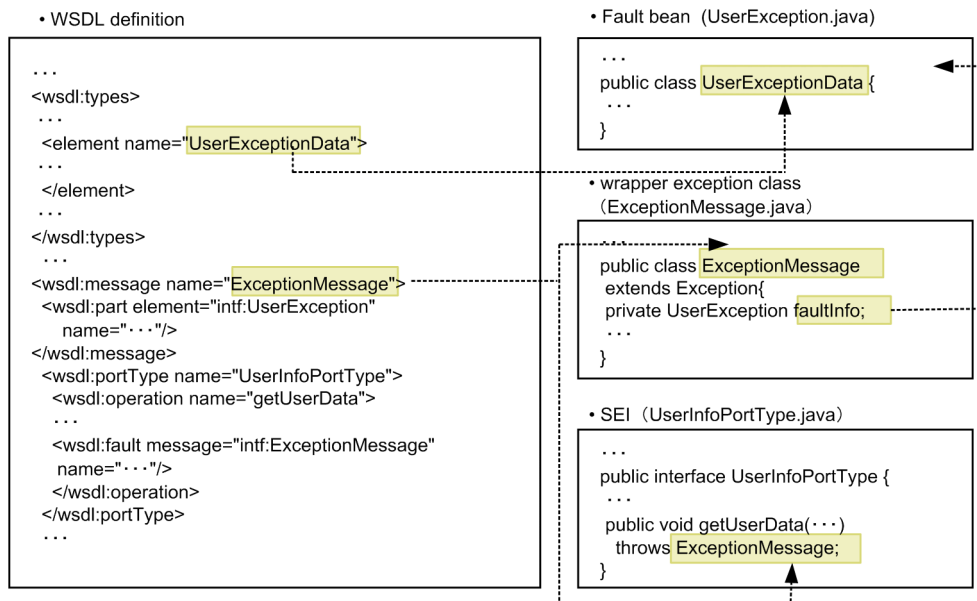 • WSDL definition
···
<wsdl:types>
···
<element name="UserExceptionData">
···
</element>
···
</wsdl:types>
···
<wsdl:message name="ExceptionMessage">
<wsdl:part element="intf:UserException"
name="···"/>
</wsdl:message>
<wsdl:portType name="UserInfoPortType">
<wsdl:operation name="getUserData">
···
<wsdl:fault message="intf:ExceptionMessage"
name="···"/>
</wsdl:operation>
</wsdl:portType>
···
• Fault bean (UserException.java)
···
public class UserExceptionData {
···
}
• wrapper exception class
（ExceptionMessage.java）
···
public class ExceptionMessage
extends Exception{
private UserException faultInfo;
···
}
• SEI（UserInfoPortType.java）
···
public interface UserInfoPortType {
···
public void getUserData(···)
throws ExceptionMessage;
}